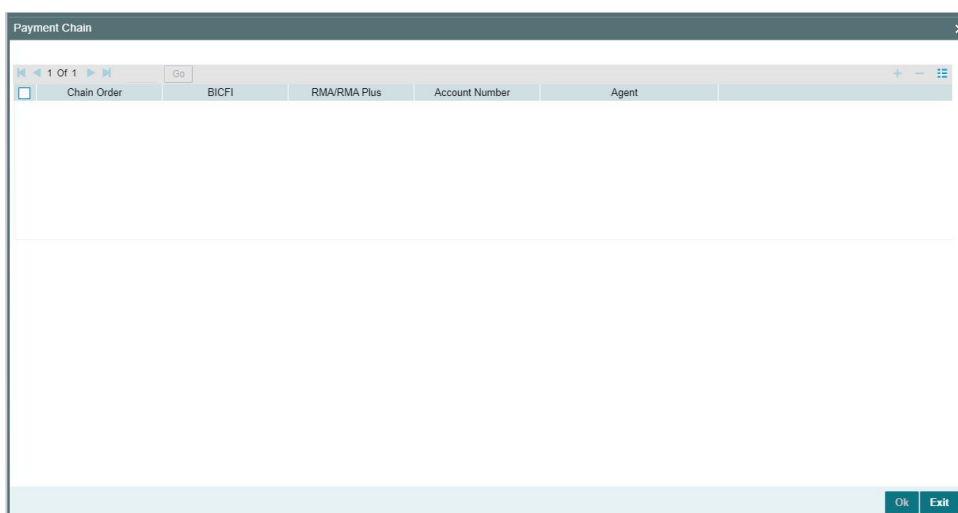 Payment Chain
1 Of 1 Go
Chain Order BICFI RMA/RMA Plus Account Number Agent
Ok Exit